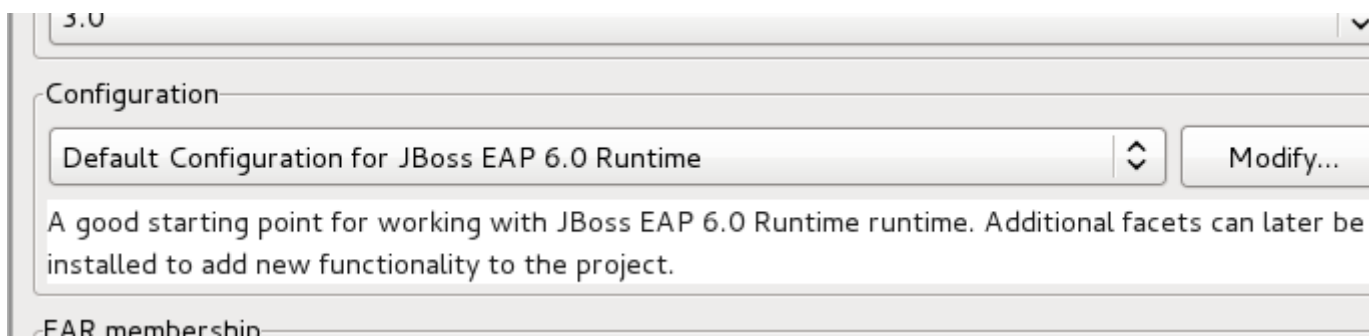 3.0
Configuration
Default Configuration for JBoss EAP 6.0 Runtime
Modify...
A good starting point for working with JBoss EAP 6.0 Runtime runtime. Additional facets can later be
installed to add new functionality to the project.
EAR membership